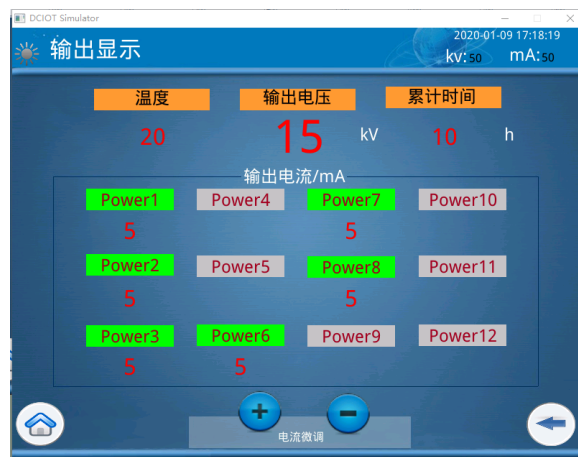 DCIOT Simulator
输出显示
2020-01-09 17:18:19
kv:50 mA:50
温度 输出电压 累计时间
20 15 kV 10 h
输出电流/mA
Power1 Power4 Power7 Power10
5 5
Power2 Power5 Power8 Power11
5 5
Power3 Power6 Power9 Power12
5 5
+ -
电流微调